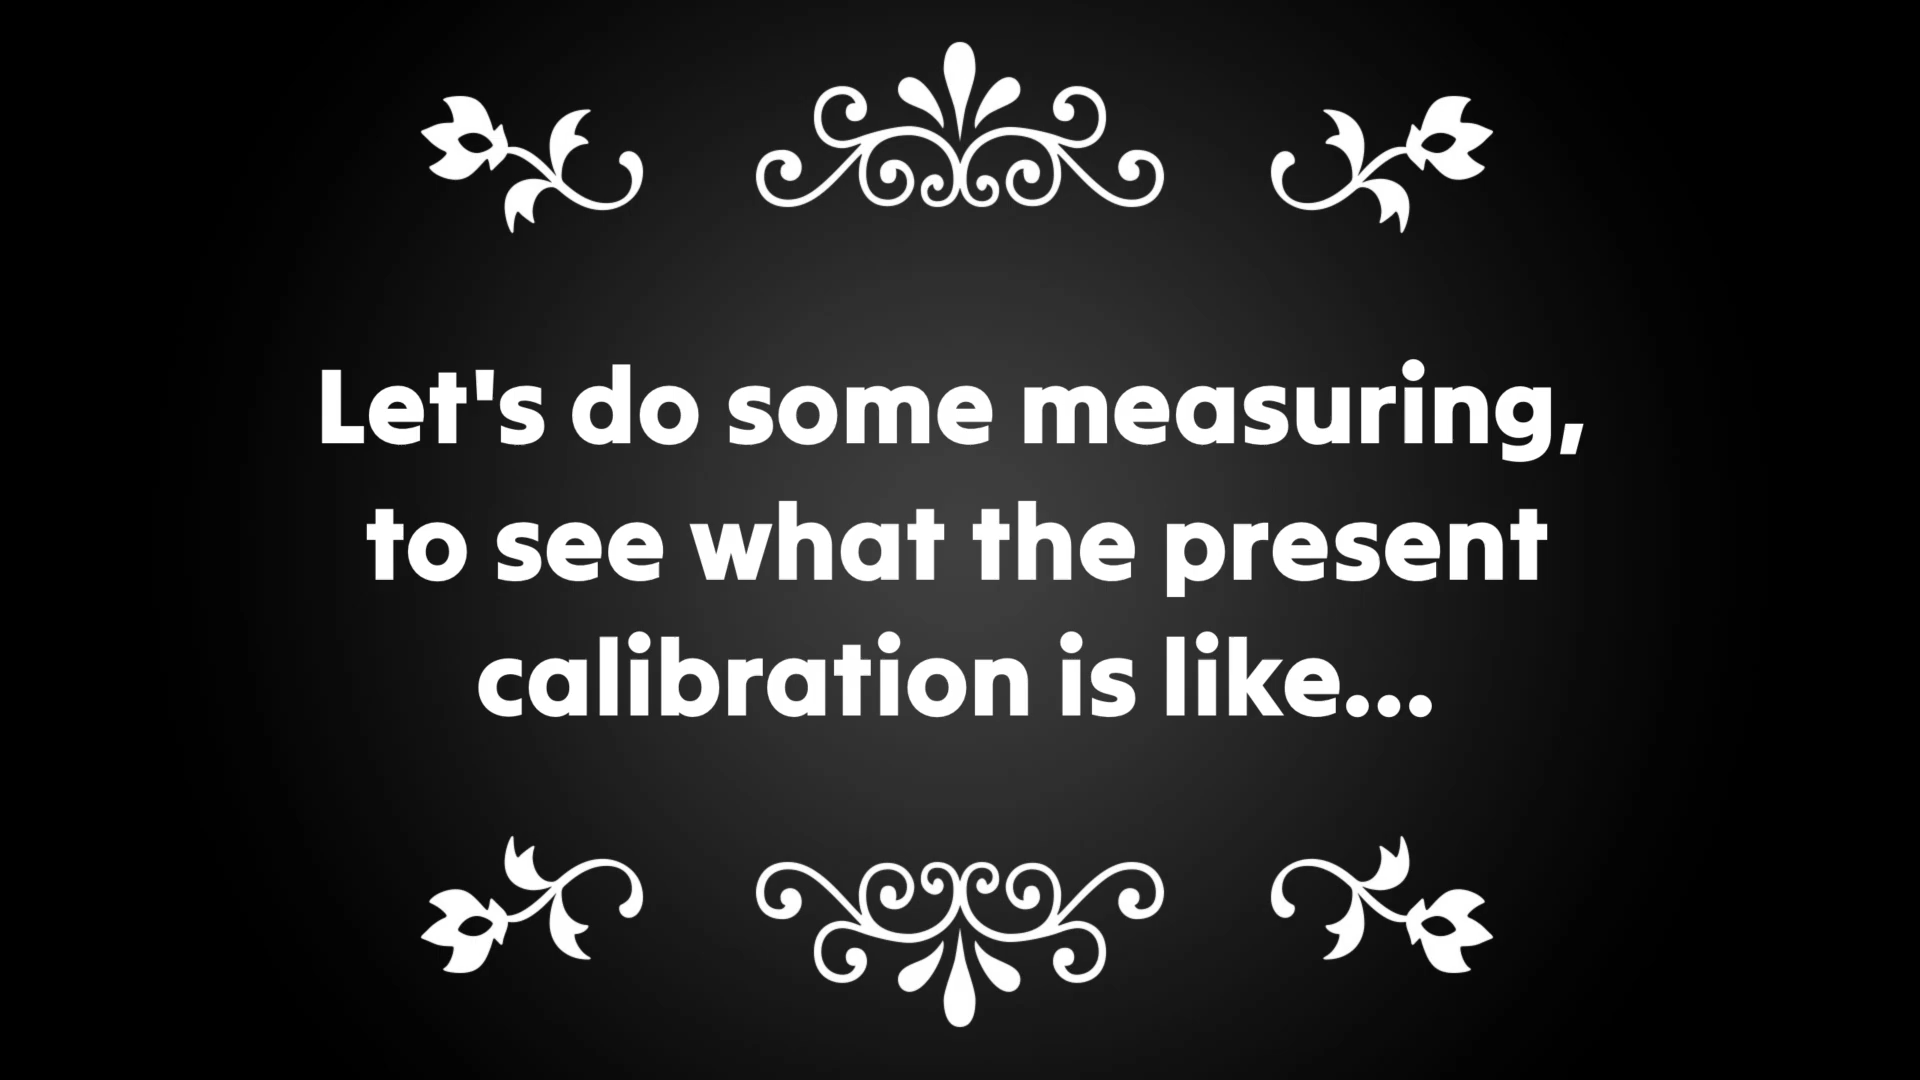 Let's do some measuring,
to see what the present
calibration is like...